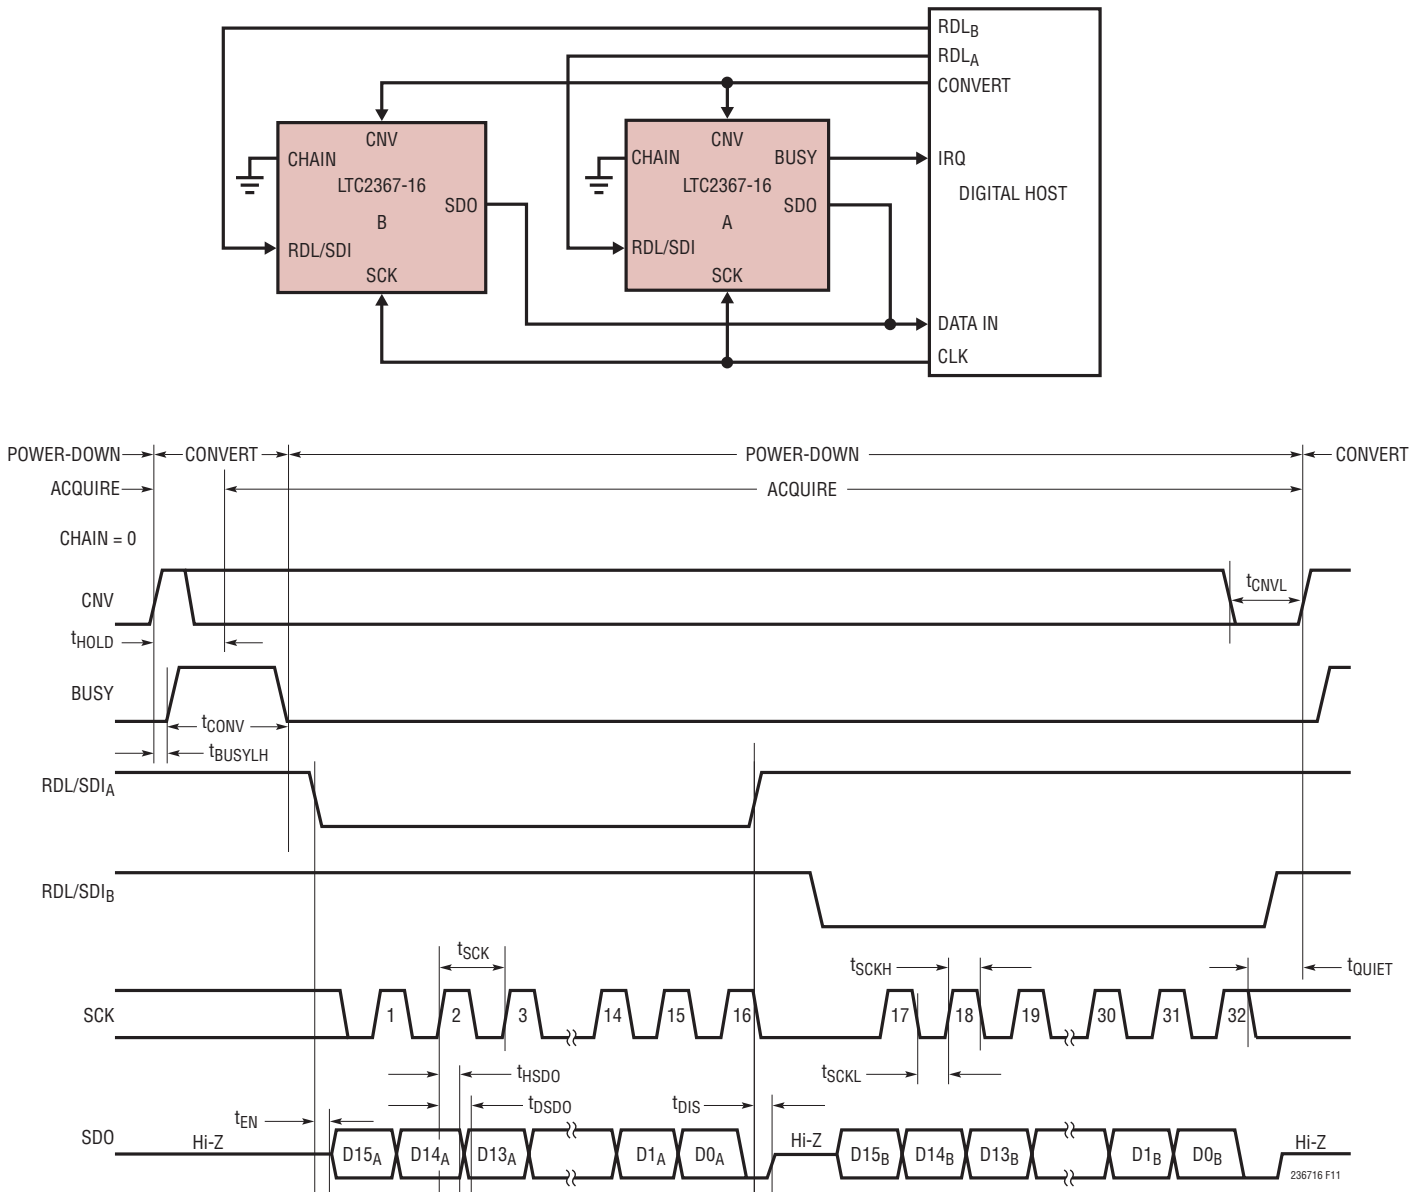 RDLB
RDLA
CONVERT
IRQ
DIGITAL HOST
DATA IN
CLK
CNV
CHAIN
LTC2367-16
SDO
B
RDL/SDI
SCK
CNV
CHAIN
BUSY
LTC2367-16
SDO
A
RDL/SDI
SCK
POWER-DOWN
CONVERT
POWER-DOWN
CONVERT
ACQUIRE
ACQUIRE
CHAIN = 0
CNV
tCNVL
tHOLD
BUSY
tCONV
tBUSYLH
RDL/SDIA
RDL/SDIB
tSCK
tSCKH
tQUIET
SCK
1
2
3
14
15
16
17
18
19
30
31
32
tHSDO
tSCKL
tDSDO
tDIS
tEN
SDO
Hi-Z
D15A
D14A
D13A
D1A
D0A
Hi-Z
D15B
D14B
D13B
D1B
D0B
Hi-Z
236716 F11